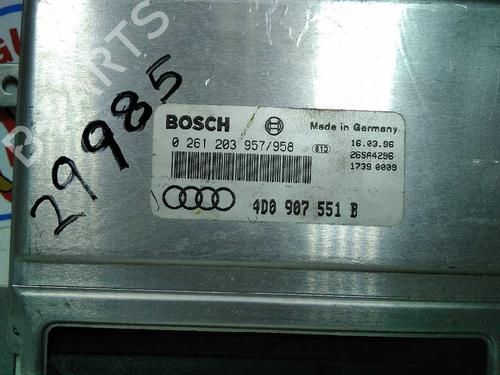 B-PARTS
29985
BOSCH
Made in Germany
0 261 203 957/958
16.03.96
26SA4296
1739 0009
4D0 907 551 B